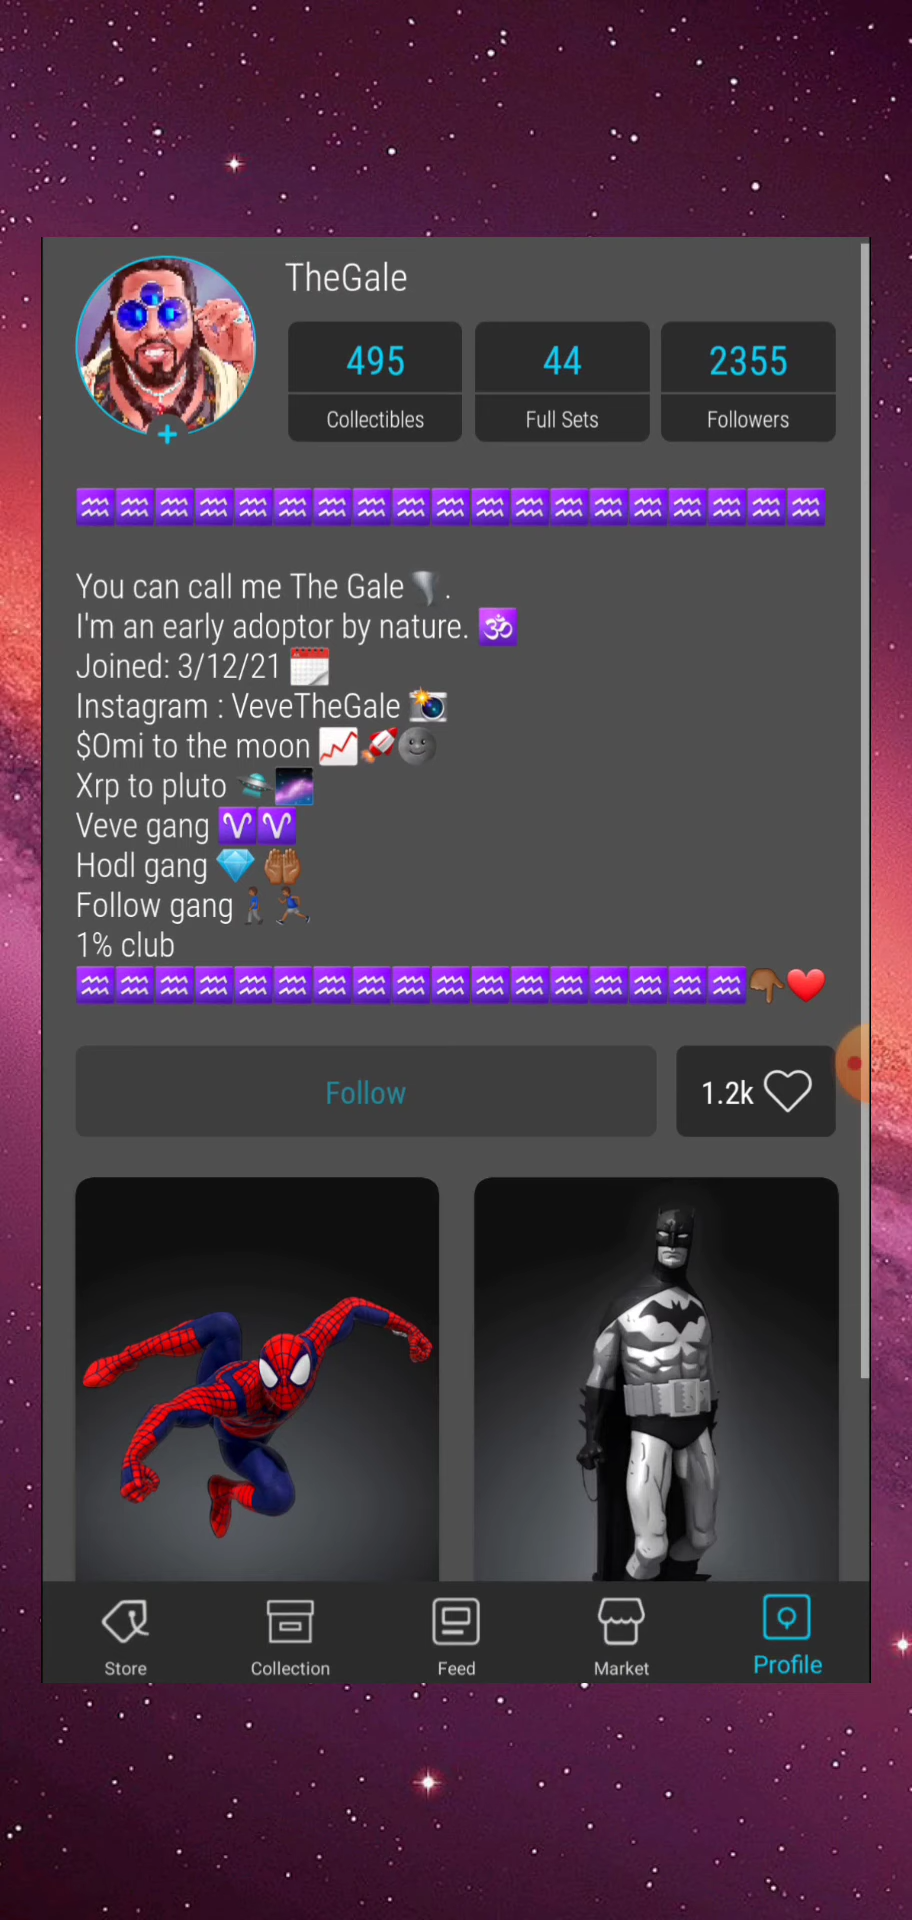 TheGale
495
44
2355
Collectibles
Full Sets
Followers
♒♒♒♒♒♒♒♒♒♒♒♒♒♒♒♒♒♒♒
You can call me The Gale🌪️.
I'm an early adoptor by nature. 🕉️
Joined: 3/12/21 📅
Instagram : VeveTheGale 📸
$Omi to the moon 📈🚀🌚
Xrp to pluto 🛸🌌
Veve gang ♈♈
Hodl gang 💎🤲🏾
Follow gang 🚶🏾🏃🏾
1% club
♒♒♒♒♒♒♒♒♒♒♒♒♒♒♒♒♒👇🏾❤️
Follow
1.2k
Store
Collection
Feed
Market
Profile